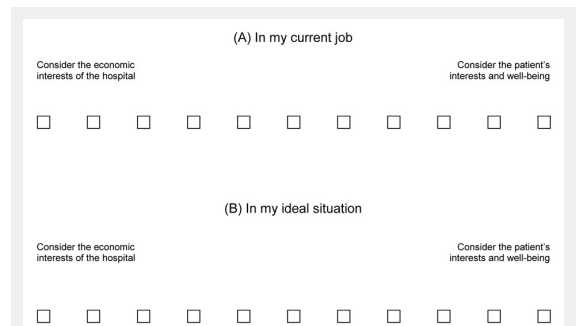 (A) In my current job
Consider the economic
interests of the hospital
Consider the patient's
interests and well-being
(B) In my ideal situation
Consider the economic
interests of the hospital
Consider the patient's
interests and well-being